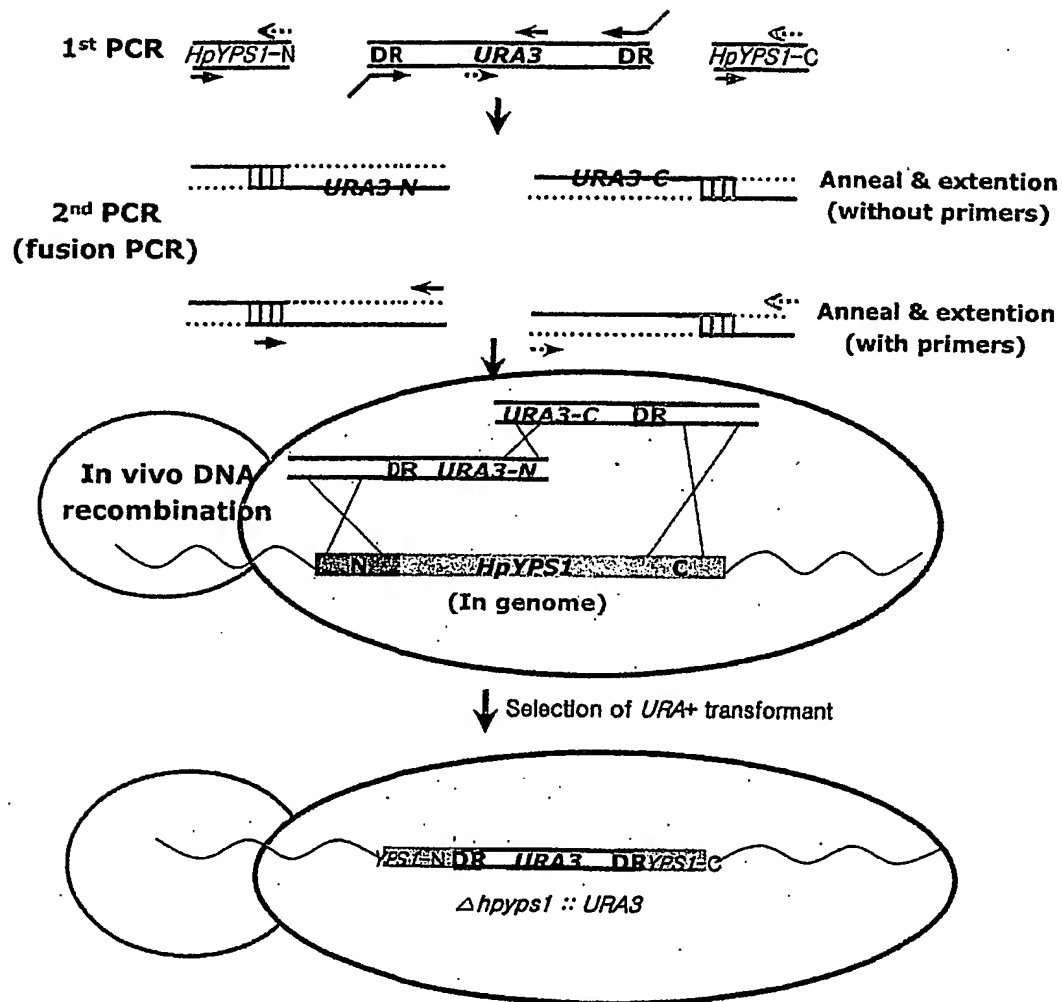 1st PCR
HpYPS1-N
DR URA3 DR
HpYPS1-C
URA3-N
URA3-C
Anneal & extention
(without primers)
2nd PCR
(fusion PCR)
Anneal & extention
(with primers)
URA3-C DR
DR URA3-N
In vivo DNA
recombination
N HpYPS1 C
(In genome)
Selection of URA+ transformant
YPS1-N DR URA3 DR YPS1-C
△hpyps1 :: URA3